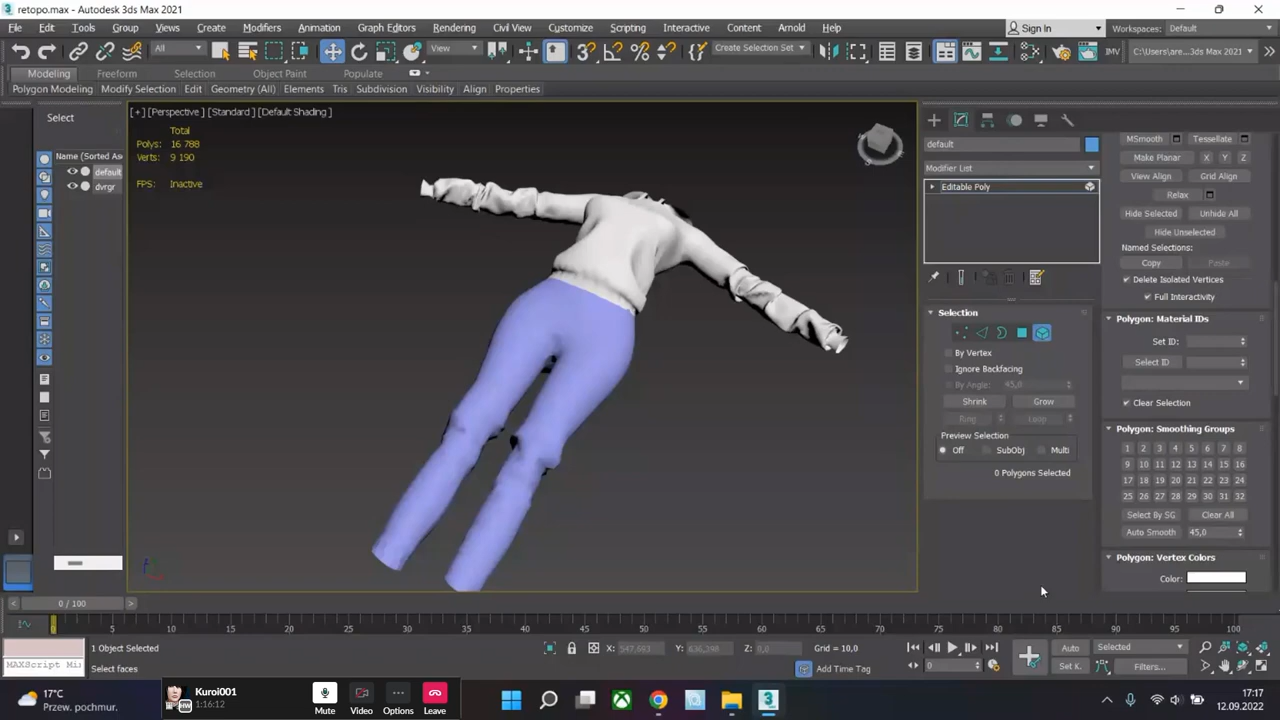 retopo.max - Autodesk 3ds Max 2021
File Edit Tools Views Create Modifiers Animation Graph Editors Rendering Civil View Customize Scripting Interactive Content Arnold Help Sign In Workspaces: Default
All View Create Selection Set IMV C:\Users\are...3ds Max 2021
Modeling Freeform Selection Object Paint Populate
Polygon Modeling Modify Selection Edit Geometry (All) Elements Tris Subdivision Visibility Align Properties
Select
Name (Sorted As
default
dvrgr
[+] [Perspective] [Standard] [Default Shading]
Total
Polys: 16 788
Verts: 9 190
FPS: Inactive
default
Modifier List
Editable Poly
Selection
By Vertex
Ignore Backfacing
By Angle: 45,0
Shrink Grow
Ring Loop
Preview Selection
Off SubObj Multi
0 Polygons Selected
MSmooth Tessellate
Make Planar X Y Z
View Align Grid Align
Relax
Hide Selected Unhide All
Hide Unselected
Named Selections:
Copy Paste
Delete Isolated Vertices
Full Interactivity
Polygon: Material IDs
Set ID:
Select ID
Clear Selection
Polygon: Smoothing Groups
1 2 3 4 5 6 7 8
9 10 11 12 13 14 15 16
17 18 19 20 21 22 23 24
25 26 27 28 29 30 31 32
Select By SG Clear All
Auto Smooth 45,0
Polygon: Vertex Colors
Color:
0 / 100
0 5 10 15 20 25 30 35 40 45 50 55 60 65 70 75 80 85 90 95 100
1 Object Selected X: 547,683 Y: Z: 0,0 Grid = 10,0 Auto Selected
MAXScript Mi: Select faces Add Time Tag 0 Set K. Filters...
17°C
Przew. pochmur.
Kuroi001
1:16:12
Mute Video Options Leave
17:17
12.09.2022